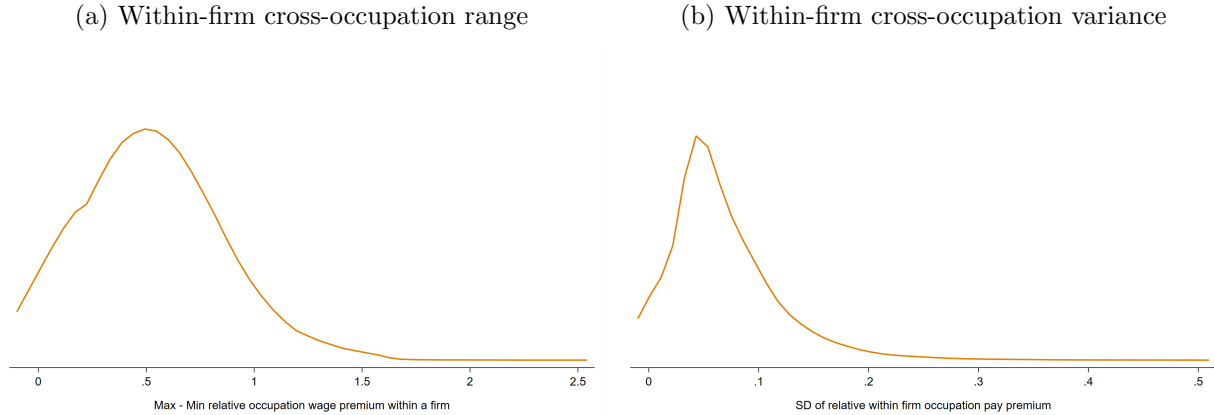 (a) Within-firm cross-occupation range
0 .5 1 1.5 2 2.5
Max - Min relative occupation wage premium within a firm
(b) Within-firm cross-occupation variance
0 .1 .2 .3 .4 .5
SD of relative within firm occupation pay premium